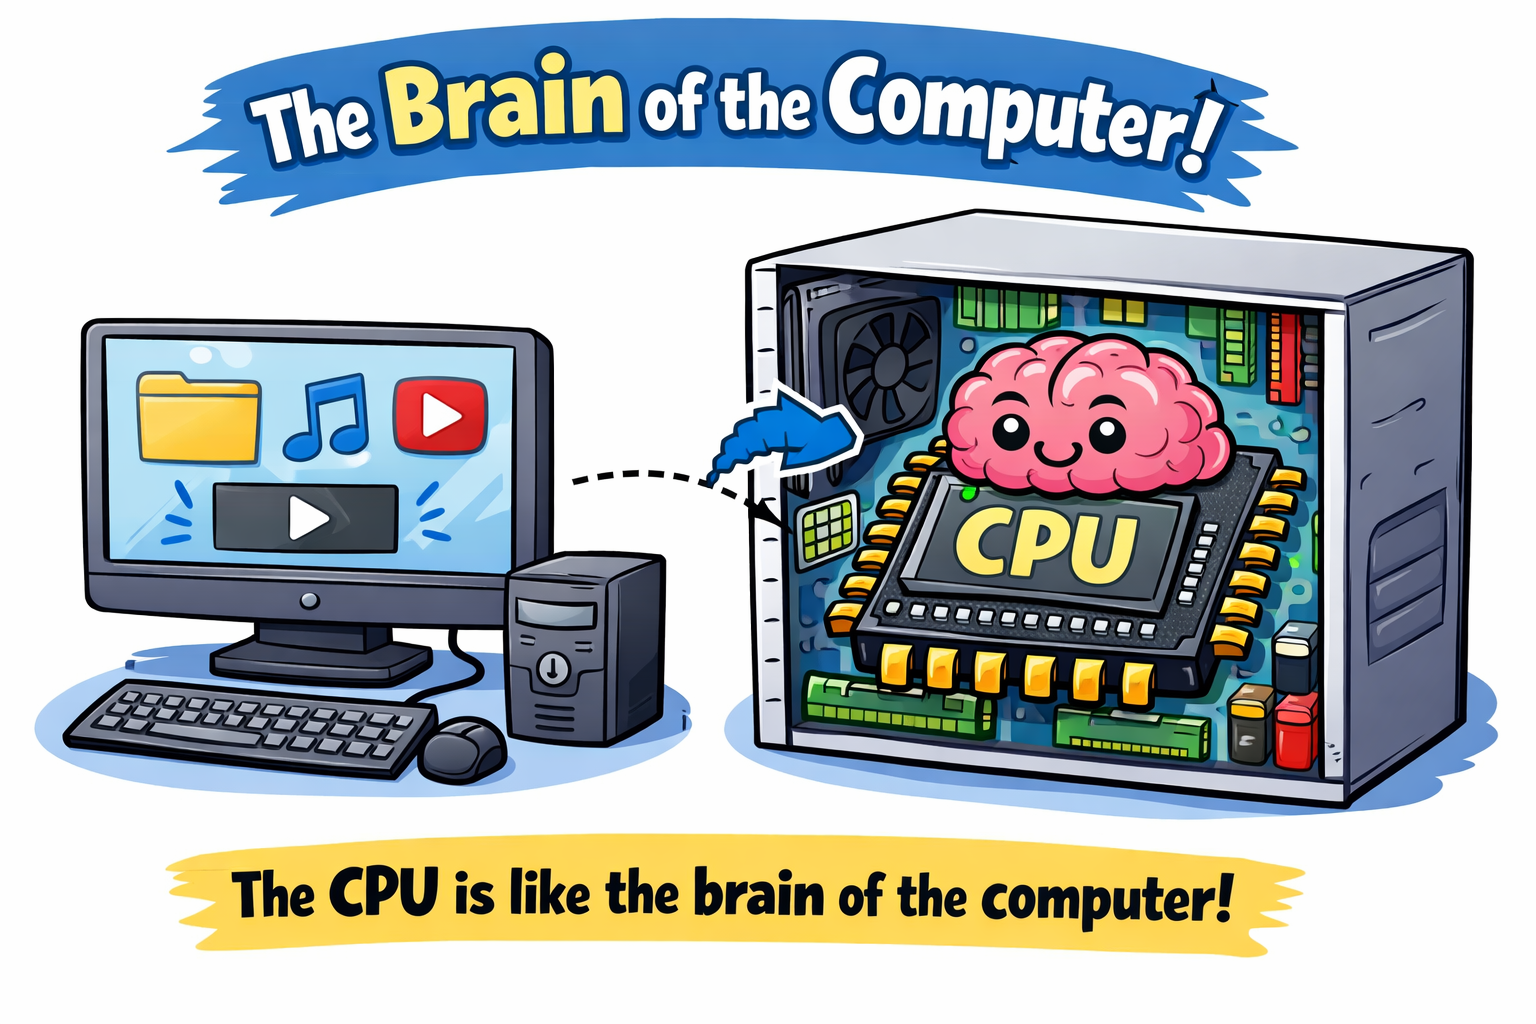 The Brain of the Computer!
CPU
The CPU is like the brain of the computer!